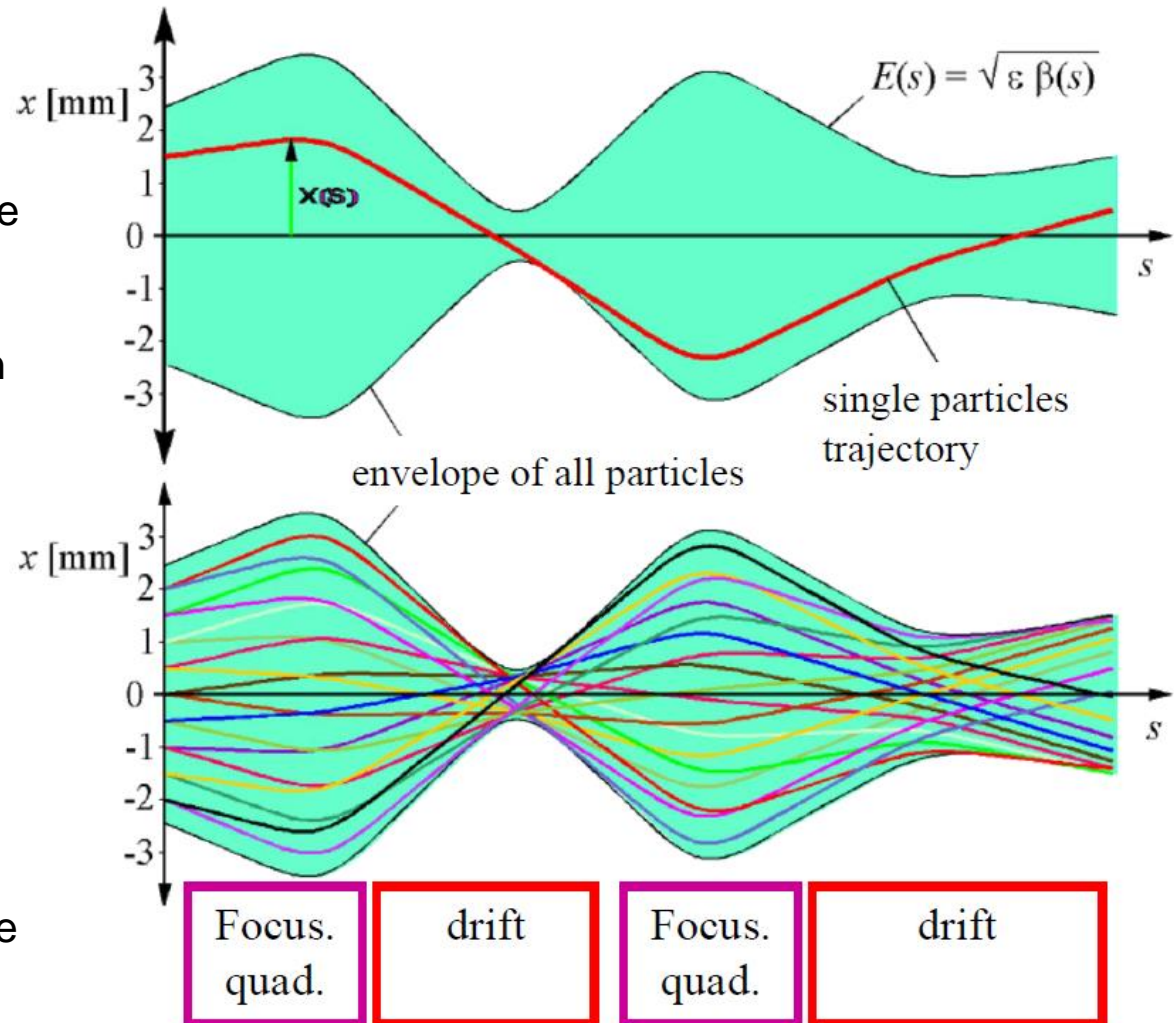 3
x [mm]
2
1
0
-1
-2
-3
E(s) = √ε β(s)
x(s)
s
e
n
single particles
trajectory
envelope of all particles
3
x [mm]
2
1
0
-1
-2
-3
s
e
Focus.
quad.
drift
Focus.
quad.
drift